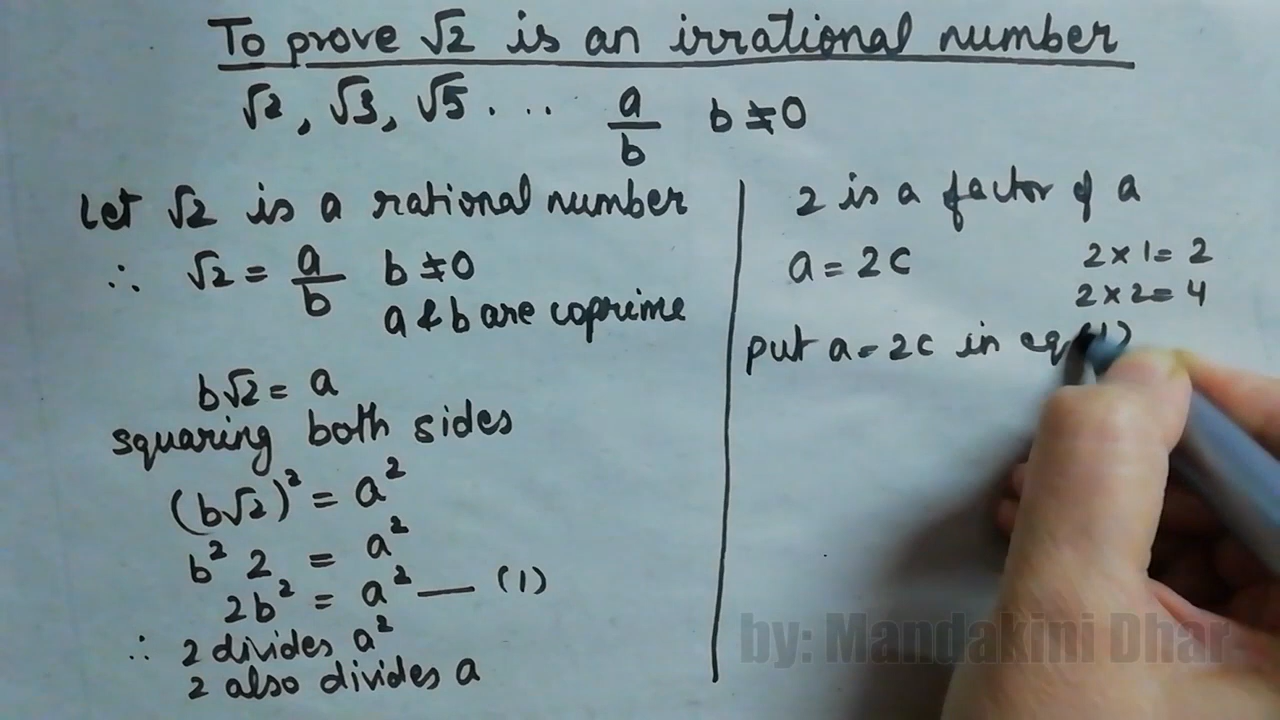 To prove √2 is an irrational number
√2, √3, √5 . ... a/b b ≠ 0
Let √2 is a rational number
∴ √2 = a/b b ≠ 0
a & b are coprime
b√2 = a
squaring both sides
(b√2)² = a²
b² 2 = a²
2b² = a² — (1)
∴ 2 divides a²
2 also divides a
2 is a factor of a
a = 2c
2 × 1 = 2
2 × 2 = 4
put a = 2c in
by: Mandakini Dhar